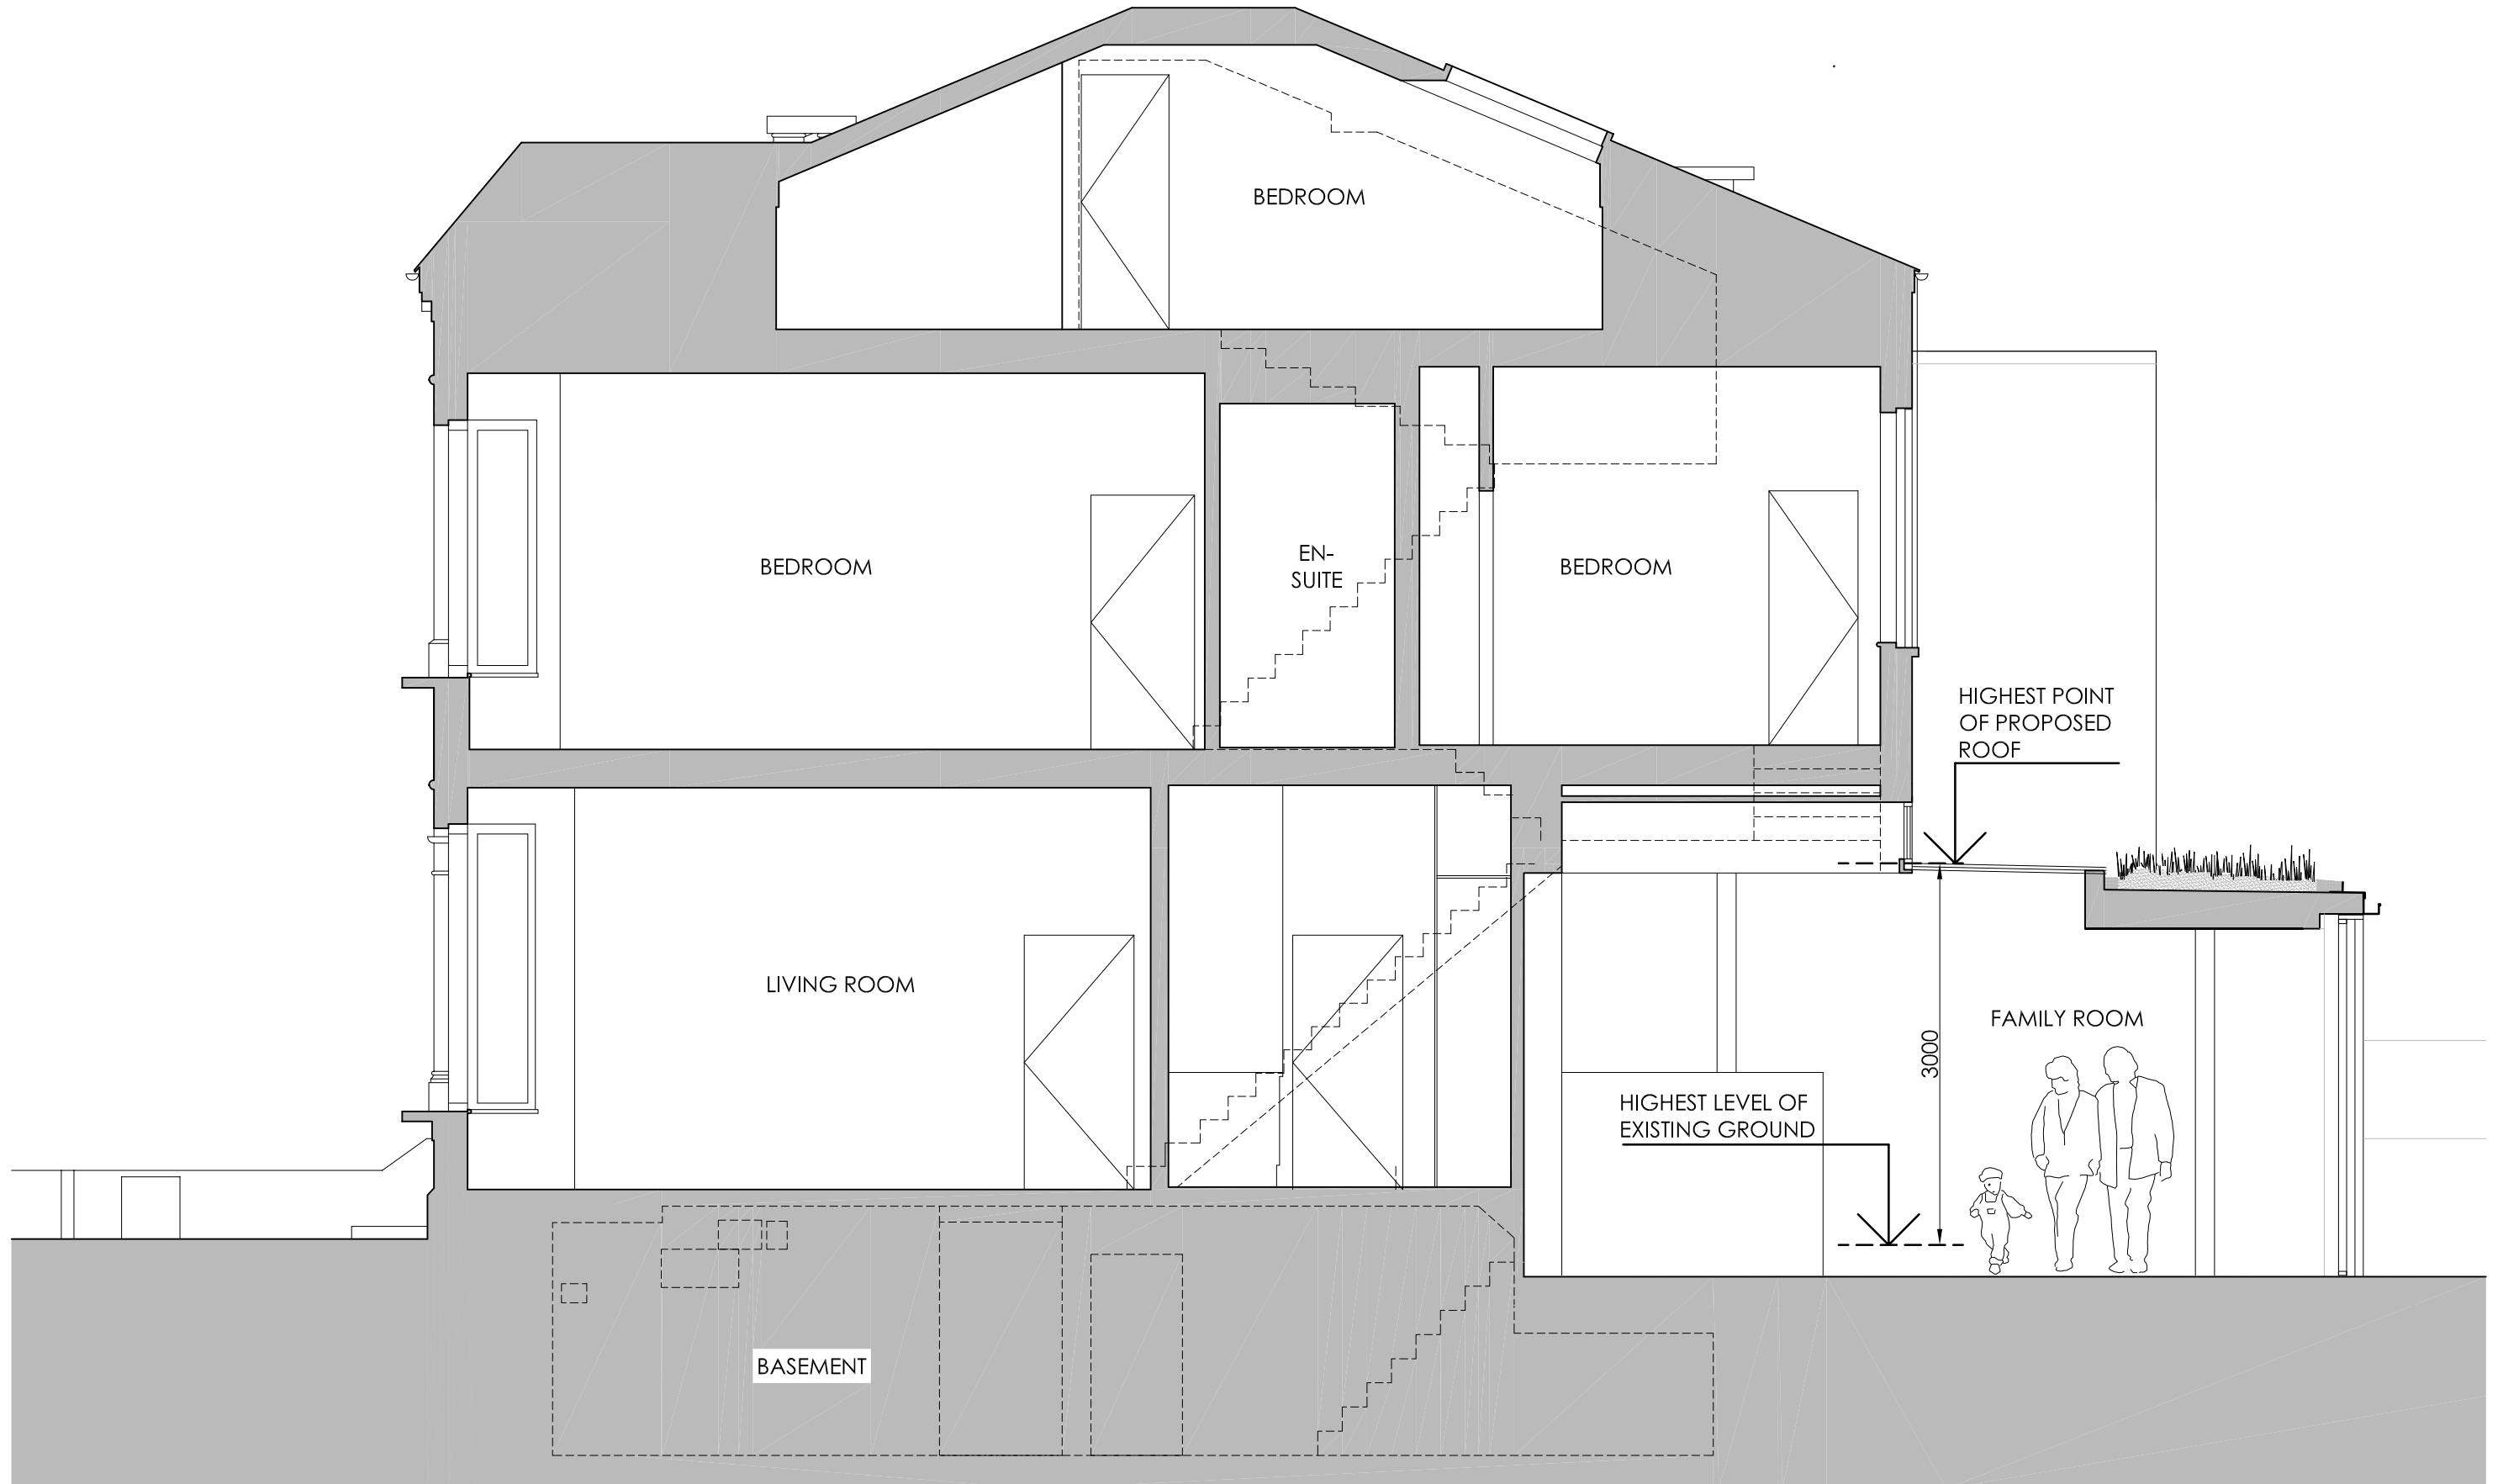 BEDROOM
BEDROOM
EN-
SUITE
BEDROOM
HIGHEST POINT
OF PROPOSED
ROOF
LIVING ROOM
FAMILY ROOM
3000
HIGHEST LEVEL OF
EXISTING GROUND
BASEMENT